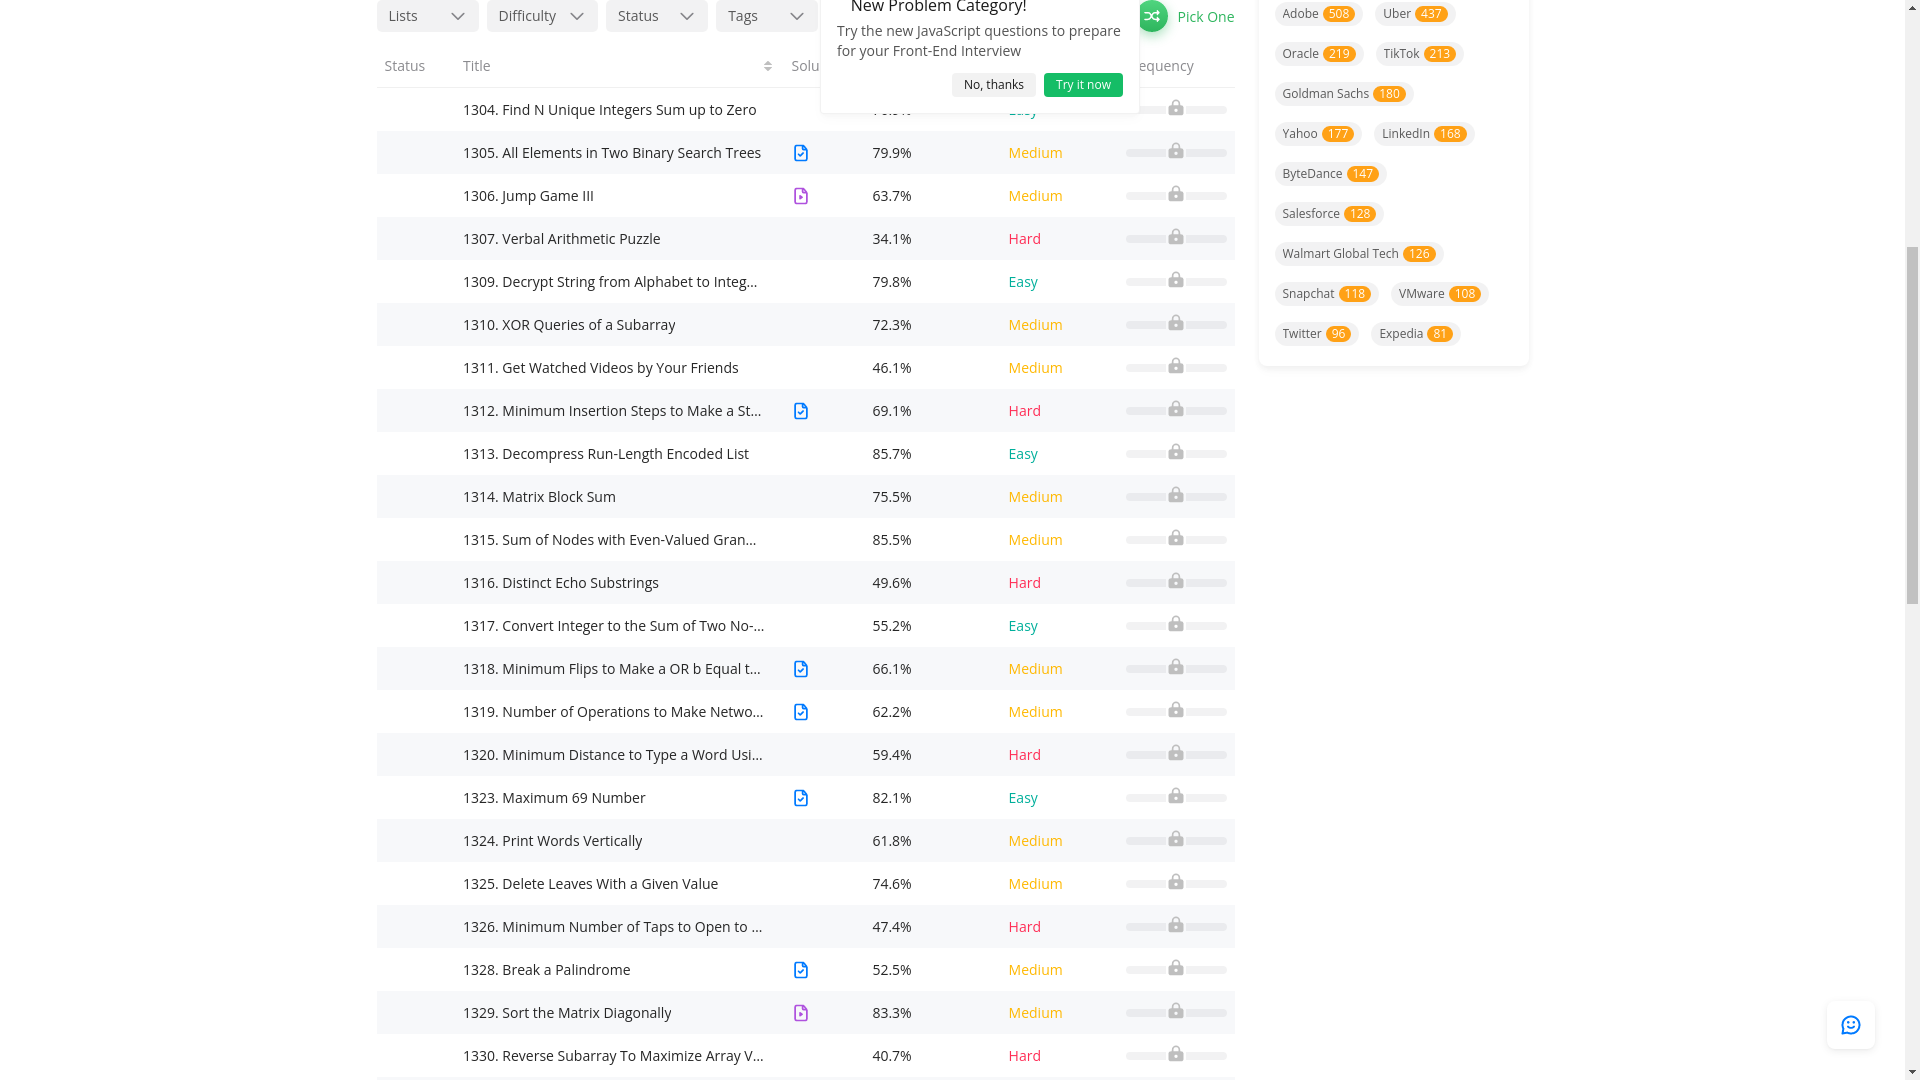 Lists
Difficulty
Status
Tags
New Problem Category!
Try the new JavaScript questions to prepare
for your Front-End Interview
No, thanks
Try it now
Pick One
Status
Title
Solu
equency
1304. Find N Unique Integers Sum up to Zero
1305. All Elements in Two Binary Search Trees 79.9% Medium
1306. Jump Game III 63.7% Medium
1307. Verbal Arithmetic Puzzle 34.1% Hard
1309. Decrypt String from Alphabet to Integ... 79.8% Easy
1310. XOR Queries of a Subarray 72.3% Medium
1311. Get Watched Videos by Your Friends 46.1% Medium
1312. Minimum Insertion Steps to Make a St... 69.1% Hard
1313. Decompress Run-Length Encoded List 85.7% Easy
1314. Matrix Block Sum 75.5% Medium
1315. Sum of Nodes with Even-Valued Gran... 85.5% Medium
1316. Distinct Echo Substrings 49.6% Hard
1317. Convert Integer to the Sum of Two No-... 55.2% Easy
1318. Minimum Flips to Make a OR b Equal t... 66.1% Medium
1319. Number of Operations to Make Netwo... 62.2% Medium
1320. Minimum Distance to Type a Word Usi... 59.4% Hard
1323. Maximum 69 Number 82.1% Easy
1324. Print Words Vertically 61.8% Medium
1325. Delete Leaves With a Given Value 74.6% Medium
1326. Minimum Number of Taps to Open to ... 47.4% Hard
1328. Break a Palindrome 52.5% Medium
1329. Sort the Matrix Diagonally 83.3% Medium
1330. Reverse Subarray To Maximize Array V... 40.7% Hard
Adobe 508 Uber 437
Oracle 219 TikTok 213
Goldman Sachs 180
Yahoo 177 LinkedIn 168
ByteDance 147
Salesforce 128
Walmart Global Tech 126
Snapchat 118 VMware 108
Twitter 96 Expedia 81